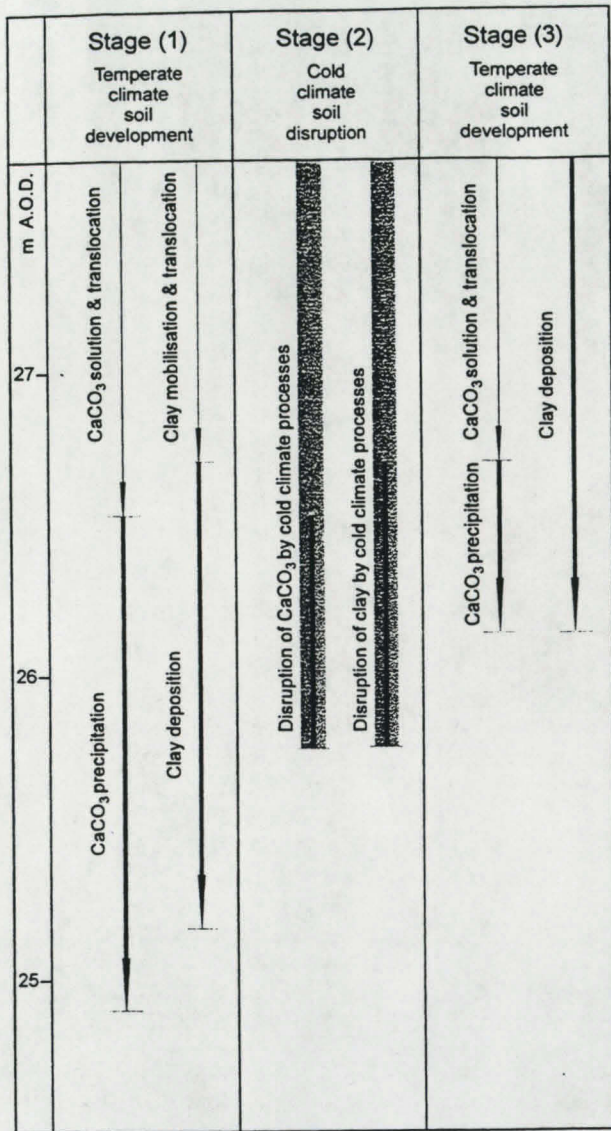 Stage (1)
Temperate
climate
soil
development
Stage (2)
Cold
climate
soil
disruption
Stage (3)
Temperate
climate
soil
development
m A.O.D.
27
26
25
CaCO₃ solution & translocation
CaCO₃ precipitation
Clay mobilisation & translocation
Clay deposition
Disruption of CaCO₃ by cold climate processes
Disruption of clay by cold climate processes
CaCO₃ solution & translocation
CaCO₃ precipitation
Clay deposition